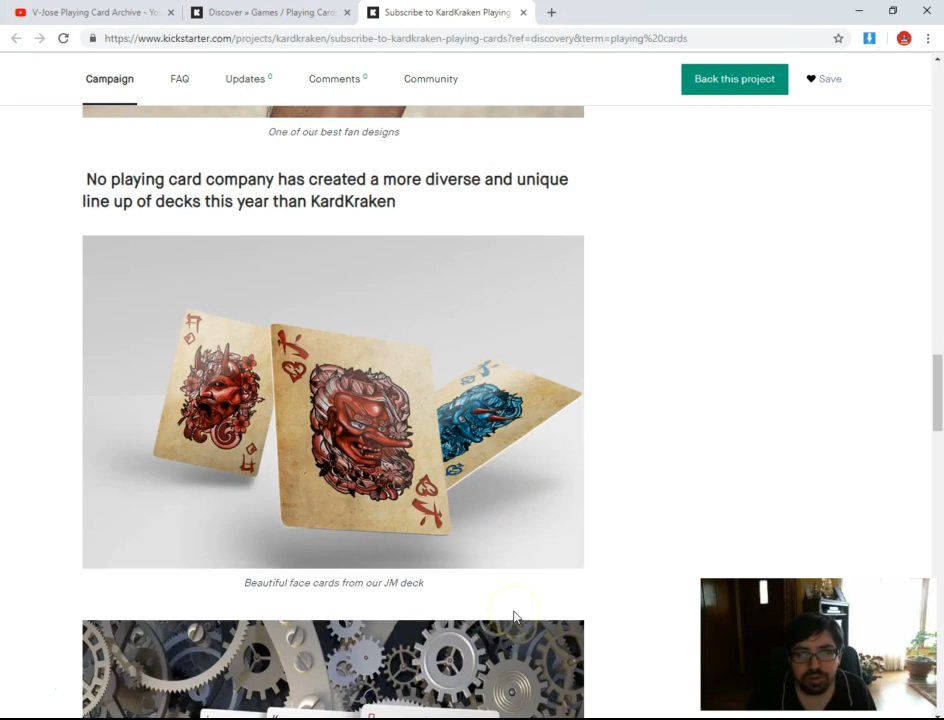 V-Jose Playing Card Archive - Yo
Discover » Games / Playing Card
Subscribe to KardKraken Playing
https://www.kickstarter.com/projects/kardkraken/subscribe-to-kardkraken-playing-cards?ref=discovery&term=playing%20cards
Campaign
FAQ
Updates 0
Comments 0
Community
Back this project
Save
One of our best fan designs
No playing card company has created a more diverse and unique
line up of decks this year than KardKraken
Beautiful face cards from our JM deck